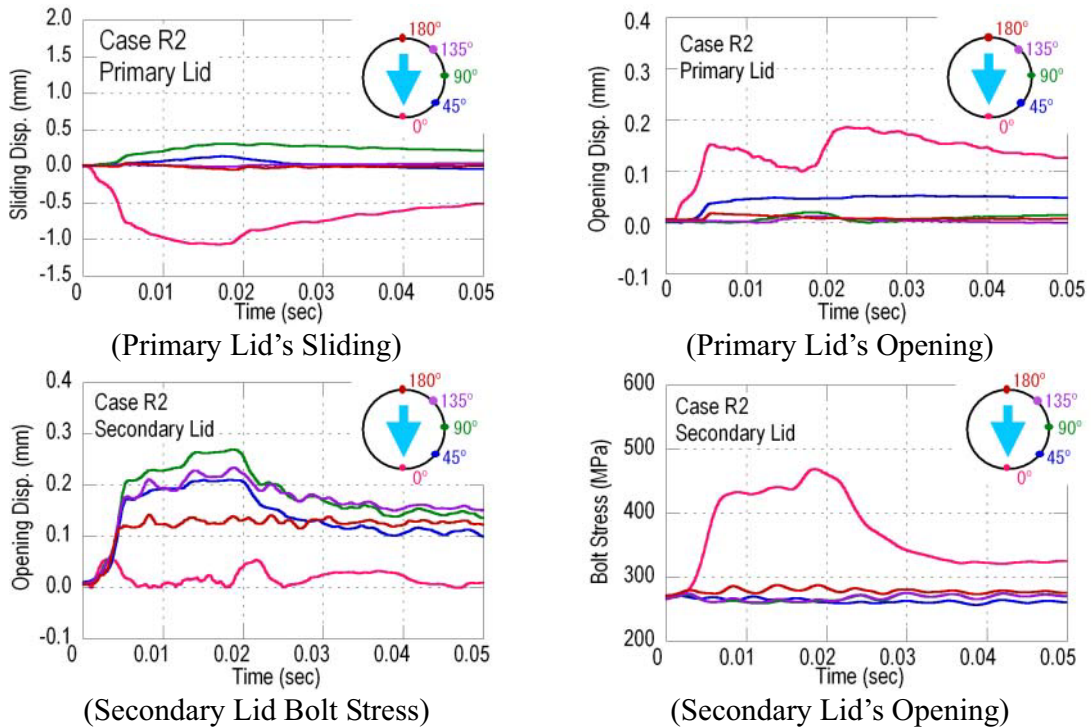 2.0
1.5
1.0
0.5
0.0
-0.5
-1.0
-1.5
Sliding Disp. (mm)
Case R2
Primary Lid
180°
135°
90°
45°
0°
0 0.01 0.02 0.03 0.04 0.05
Time (sec)
(Primary Lid’s Sliding)
0.4
0.3
0.2
0.1
0.0
-0.1
Opening Disp. (mm)
Case R2
Primary Lid
180°
135°
90°
45°
0°
0 0.01 0.02 0.03 0.04 0.05
Time (sec)
(Primary Lid’s Opening)
0.4
0.3
0.2
0.1
0.0
-0.1
Opening Disp. (mm)
Case R2
Secondary Lid
180°
135°
90°
45°
0°
0 0.01 0.02 0.03 0.04 0.05
Time (sec)
(Secondary Lid Bolt Stress)
600
500
400
300
200
Bolt Stress (MPa)
Case R2
Secondary Lid
180°
135°
90°
45°
0°
0 0.01 0.02 0.03 0.04 0.05
Time (sec)
(Secondary Lid’s Opening)